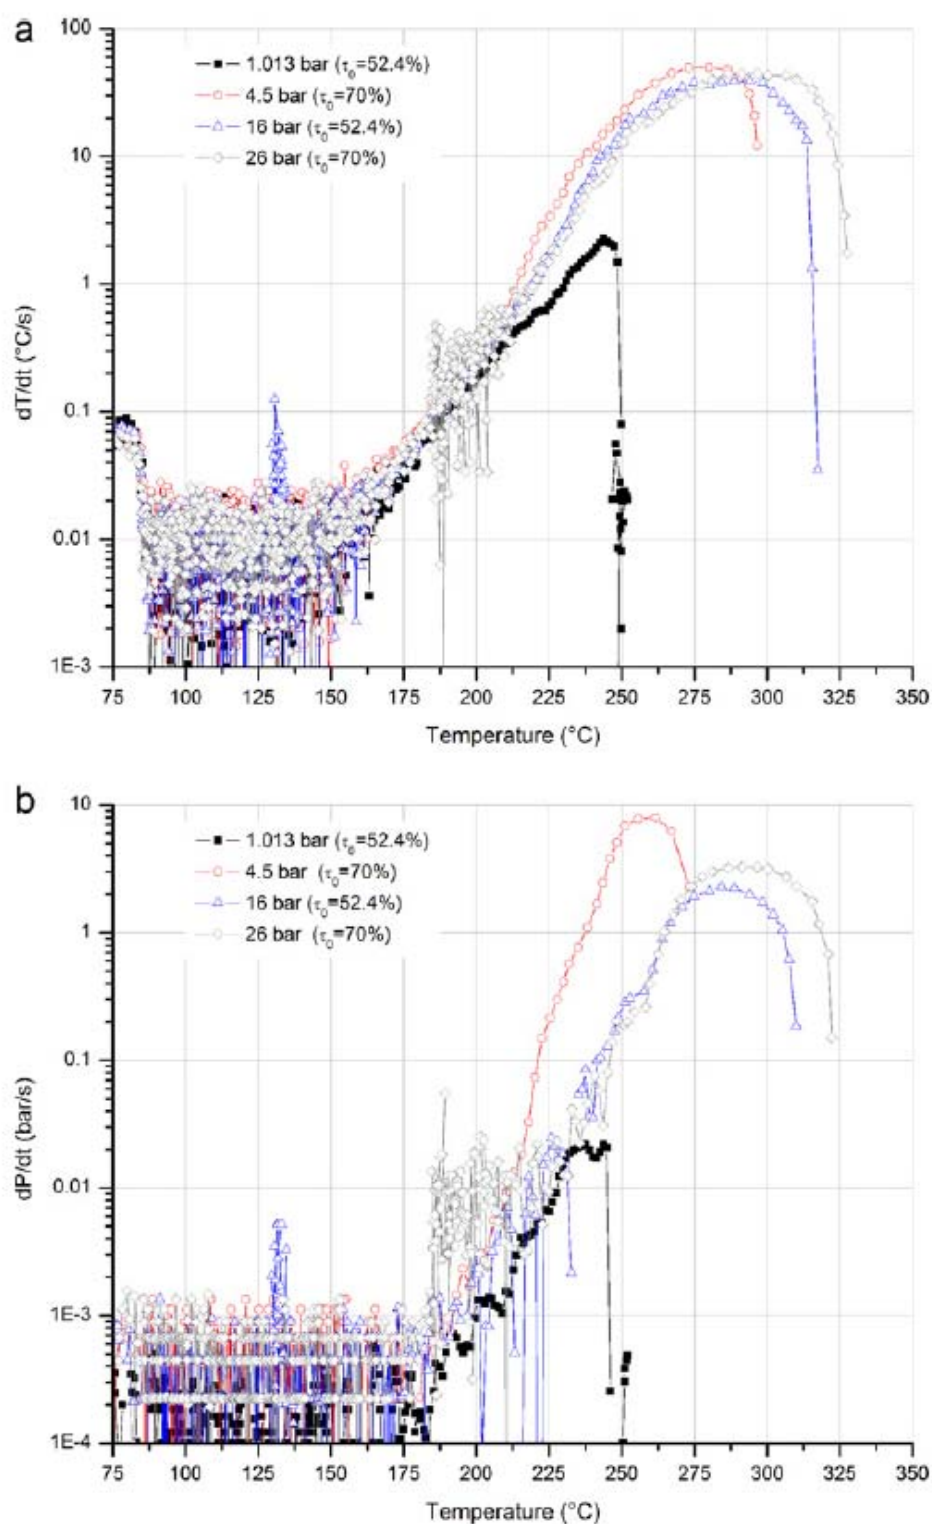 a
100
10
1
0.1
0.01
1E-3
dT/dt (°C/s)
1.013 bar (τ₀=52.4%)
4.5 bar (τ₀=70%)
16 bar (τ₀=52.4%)
26 bar (τ₀=70%)
75 100 125 150 175 200 225 250 275 300 325 350
Temperature (°C)
b
10
1
0.1
0.01
1E-3
1E-4
dP/dt (bar/s)
1.013 bar (τ₀=52.4%)
4.5 bar (τ₀=70%)
16 bar (τ₀=52.4%)
26 bar (τ₀=70%)
75 100 125 150 175 200 225 250 275 300 325 350
Temperature (°C)